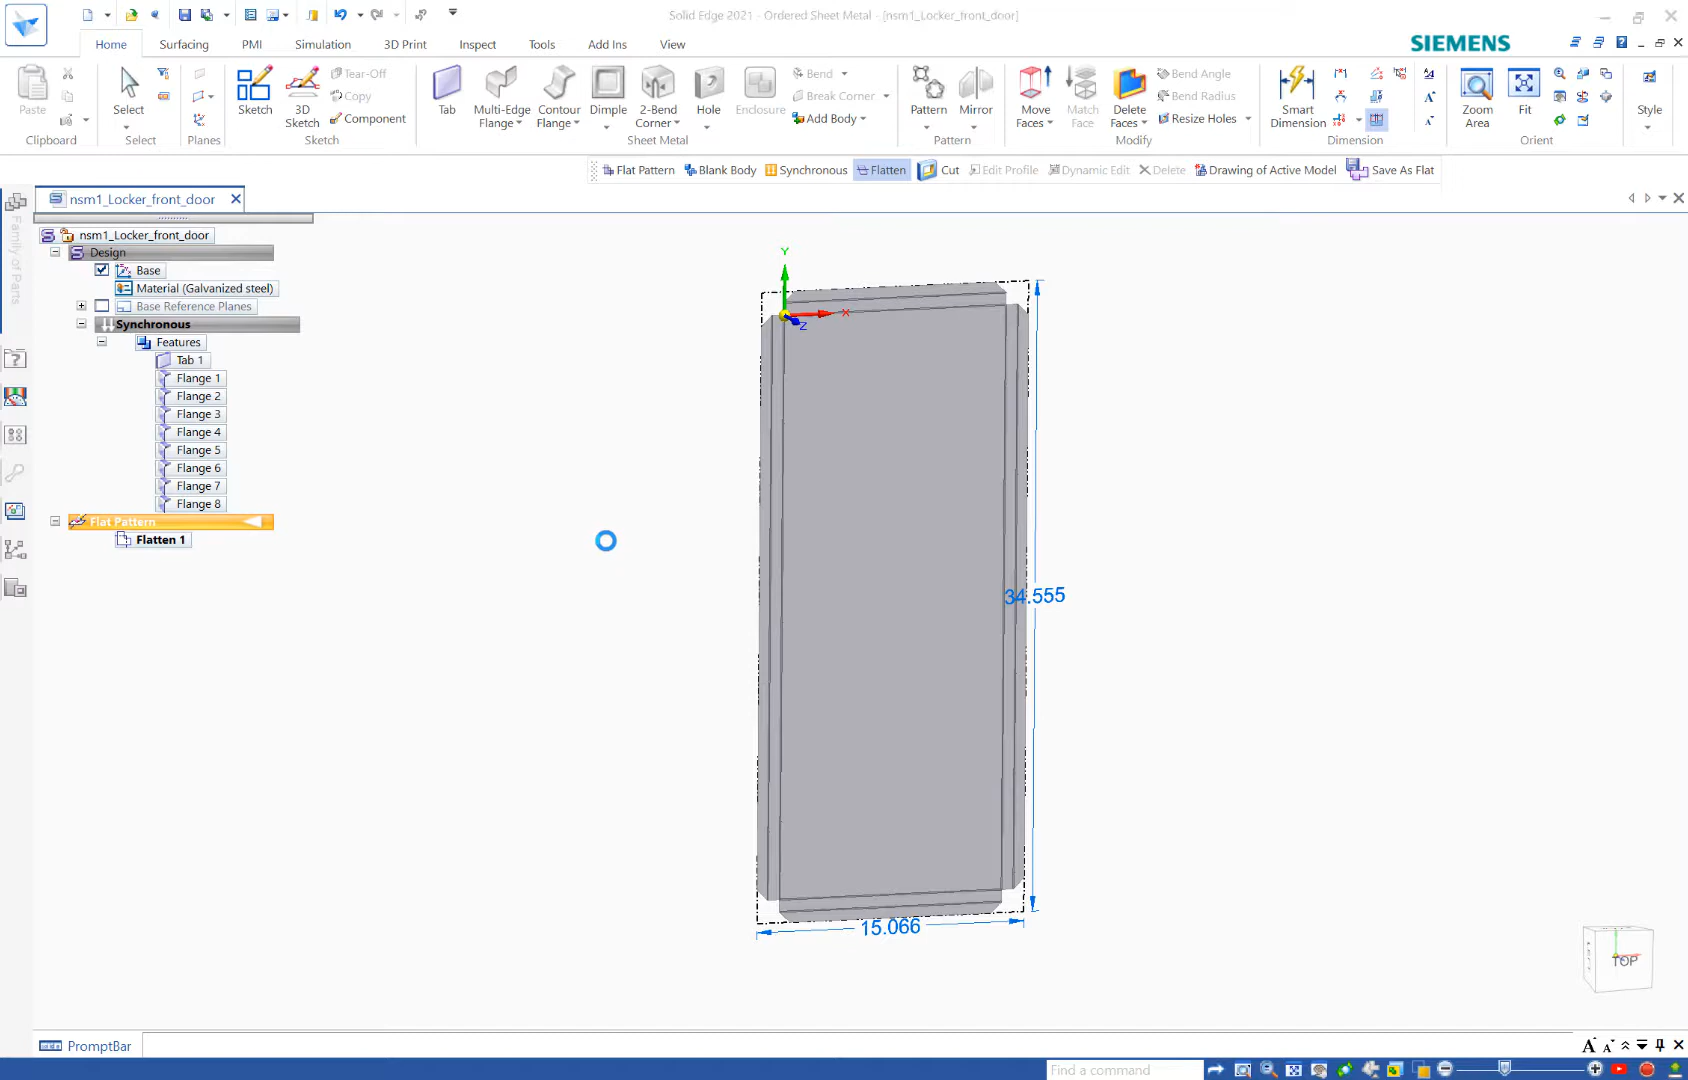 Solid Edge 2021 - Ordered Sheet Metal - [nsm1_Locker_front_door]
Home
Surfacing
PMI
Simulation
3D Print
Inspect
Tools
Add Ins
View
SIEMENS
Paste
Clipboard
Select
Select
Planes
Sketch
3D Sketch
Tear-Off
Copy
Component
Sketch
Tab
Multi-Edge Flange
Contour Flange
Dimple
2-Bend Corner
Hole
Enclosure
Bend
Break Corner
Add Body
Sheet Metal
Pattern
Mirror
Pattern
Move Faces
Match Face
Delete Faces
Bend Angle
Bend Radius
Resize Holes
Modify
Smart Dimension
Dimension
Zoom Area
Fit
Orient
Style
Flat Pattern
Blank Body
Synchronous
Flatten
Cut
Edit Profile
Dynamic Edit
Delete
Drawing of Active Model
Save As Flat
nsm1_Locker_front_door
Family of Parts
nsm1_Locker_front_door
Design
Base
Material (Galvanized steel)
Base Reference Planes
Synchronous
Features
Tab 1
Flange 1
Flange 2
Flange 3
Flange 4
Flange 5
Flange 6
Flange 7
Flange 8
Flat Pattern
Flatten 1
Y
X
Z
34.555
15.066
TOP
PromptBar
Find a command